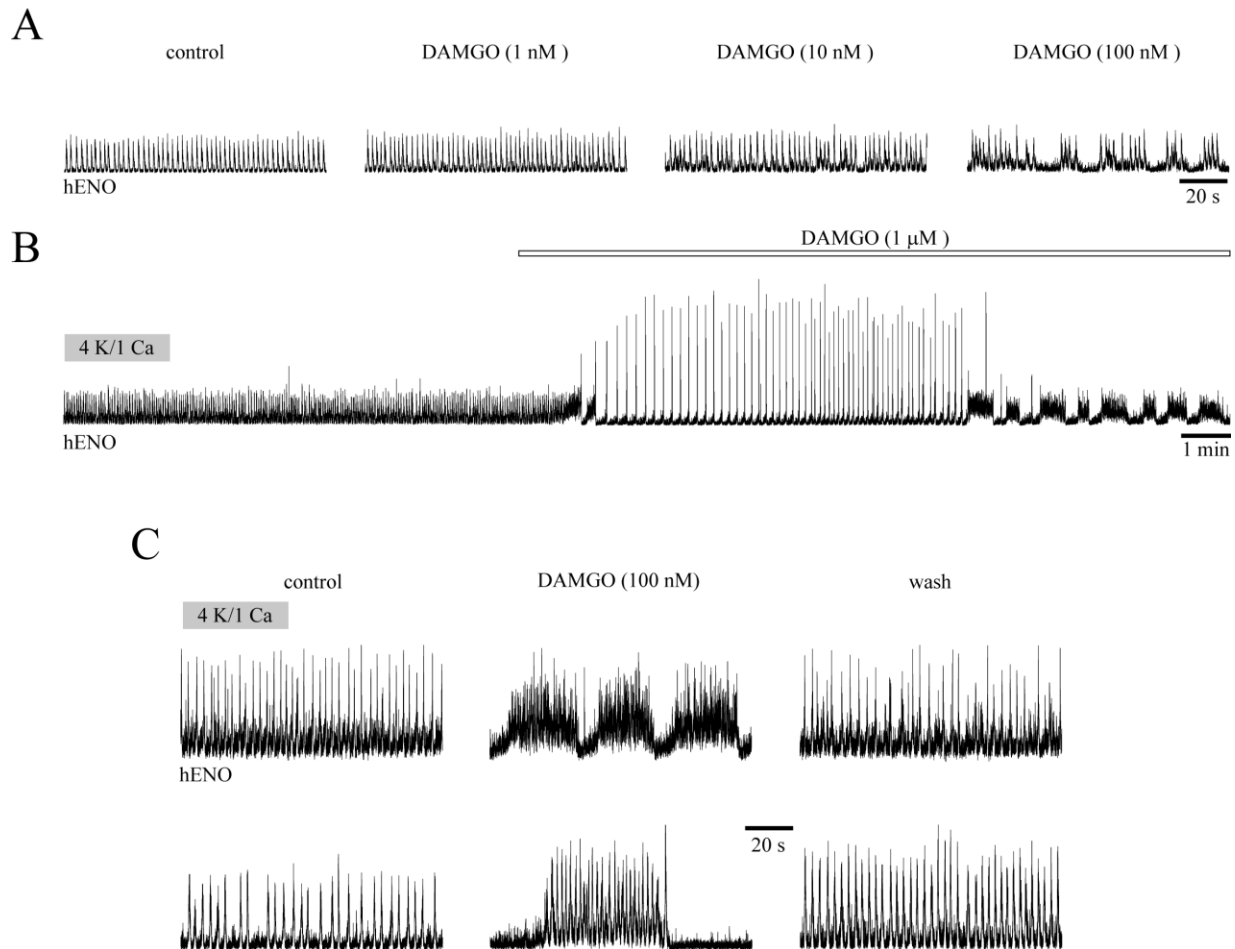 A
control DAMGO (1 nM ) DAMGO (10 nM ) DAMGO (100 nM )
hENO
20 s
B
DAMGO (1 μM )
4 K/1 Ca
hENO
1 min
C
control DAMGO (100 nM) wash
4 K/1 Ca
hENO
20 s